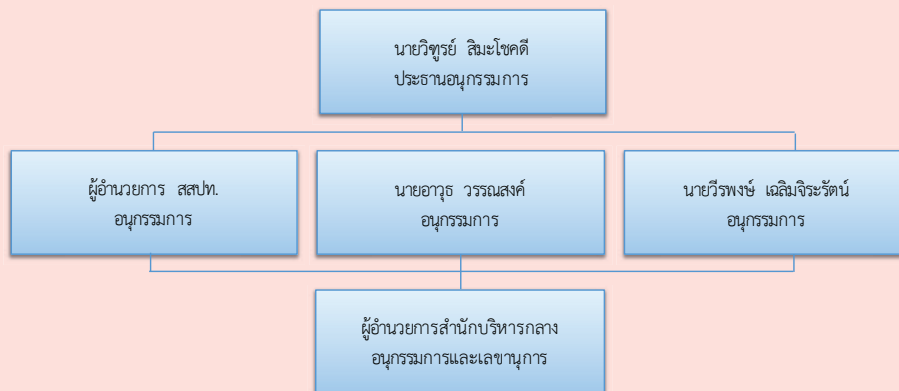 นายวิฑูรย์ สิมะโชคดี
ประธานอนุกรรมการ
ผู้อำนวยการ สสปท.
อนุกรรมการ
นายอาวุธ วรรณสงค์
อนุกรรมการ
นายวีรพงษ์ เฉลิมจิระรัตน์
อนุกรรมการ
ผู้อำนวยการสำนักบริหารกลาง
อนุกรรมการและเลขานุการ